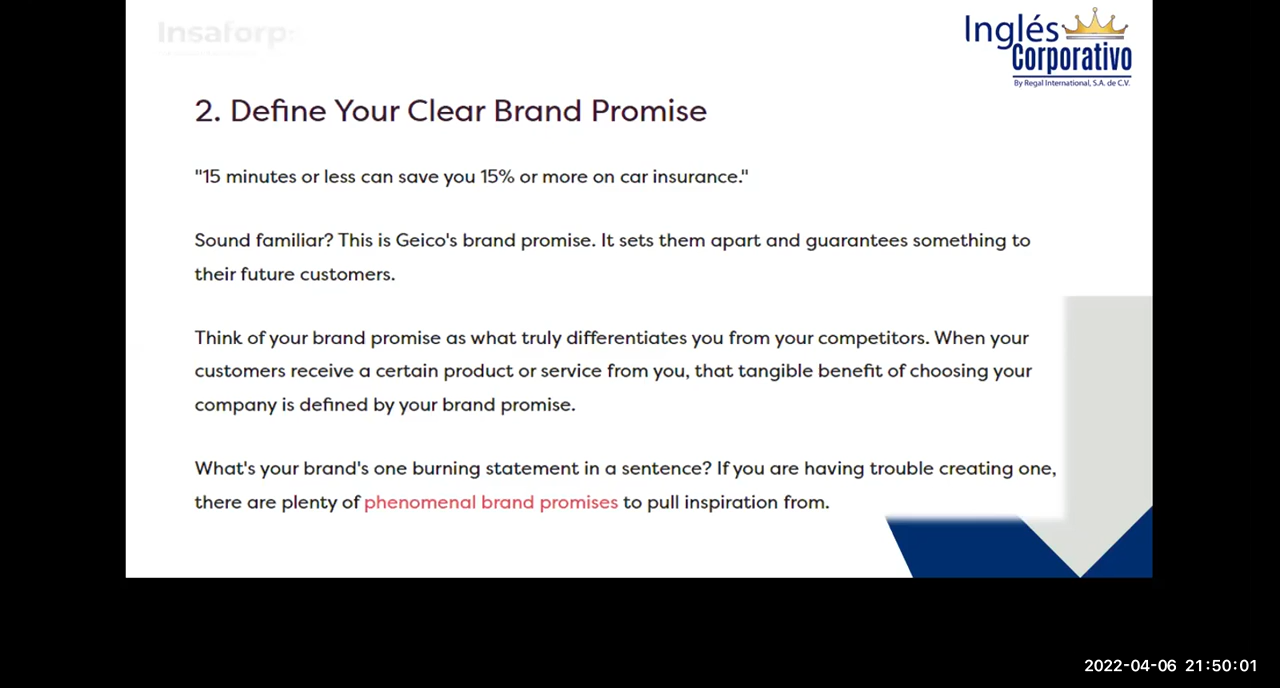 Insaforp
Inglés
Corporativo
By Regal International, S.A. de C.V.
2. Define Your Clear Brand Promise
"15 minutes or less can save you 15% or more on car insurance."
Sound familiar? This is Geico's brand promise. It sets them apart and guarantees something to
their future customers.
Think of your brand promise as what truly differentiates you from your competitors. When your
customers receive a certain product or service from you, that tangible benefit of choosing your
company is defined by your brand promise.
What's your brand's one burning statement in a sentence? If you are having trouble creating one,
there are plenty of phenomenal brand promises to pull inspiration from.
2022-04-06 21:50:01